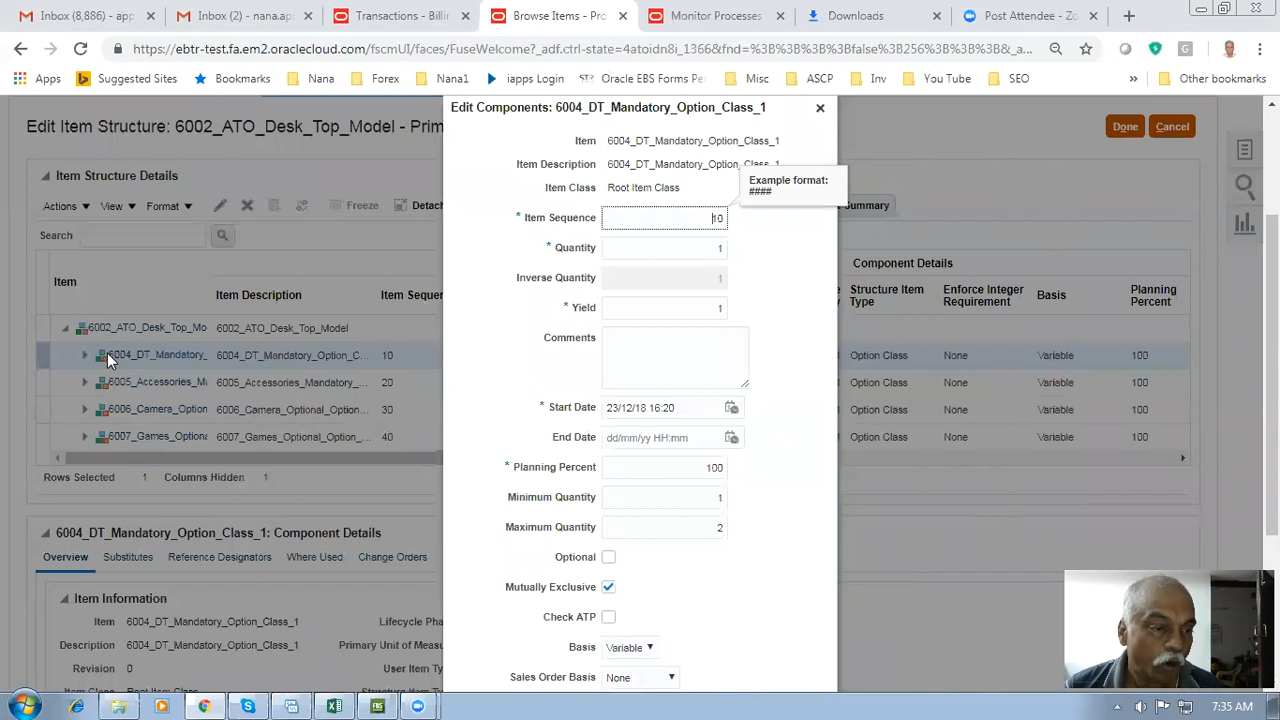 Inbox (8,886) - app
Inbox (2) - nana.ap
Transactions - Billin
Browse Items - Pro
Monitor Processes
Downloads
Post Attendee - Zo
https://ebtr-test.fa.em2.oraclecloud.com/fscmUI/faces/FuseWelcome?_adf.ctrl-state=4atoidn8i_1366&fnd=%3B%3B%3B%3Bfalse%3B256%3B%3B%3B&_a...
Apps
Suggested Sites
Bookmarks
Nana
Forex
Nana1
iapps Login
Oracle EBS Forms Pe
Misc
ASCP
Inv
You Tube
SEO
»
Other bookmarks
Edit Item Structure: 6002_ATO_Desk_Top_Model - Prim
Done
Cancel
Item Structure Details
Actions
View
Format
Freeze
Detach
Summary
Search
Component Details
Item
Item Description
Item Sequence
Structure Item Type
Enforce Integer Requirement
Basis
Planning Percent
6002_ATO_Desk_Top_Mo
6002_ATO_Desk_Top_Model
6004_DT_Mandatory_
6004_DT_Mandatory_Option_C...
10
Option Class
None
Variable
100
6005_Accessories_M
6005_Accessories_Mandatory_...
20
Option Class
None
Variable
100
6006_Camera_Option
6006_Camera_Optional_Option...
30
Option Class
None
Variable
100
6007_Games_Optiona
6007_Games_Optional_Option_...
40
Option Class
None
Variable
100
Rows Selected 1
Columns Hidden 1
6004_DT_Mandatory_Option_Class_1: Component Details
Overview
Substitutes
Reference Designators
Where Used
Change Orders
Item Information
Item 6004_DT_Mandatory_Option_Class_1
Lifecycle Pha
Description 6004_DT_Mandatory_Option_Class_1
Primary Unit of Measu
Revision 0
User Item Typ
Edit Components: 6004_DT_Mandatory_Option_Class_1
Item 6004_DT_Mandatory_Option_Class_1
Item Description 6004_DT_Mandatory_Option_Class_1
Item Class Root Item Class
Example format:
####
* Item Sequence 10
* Quantity 1
Inverse Quantity 1
* Yield 1
Comments
* Start Date 23/12/18 16:20
End Date dd/mm/yy HH:mm
* Planning Percent 100
Minimum Quantity 1
Maximum Quantity 2
Optional
Mutually Exclusive
Check ATP
Basis Variable
Sales Order Basis None
7:35 AM